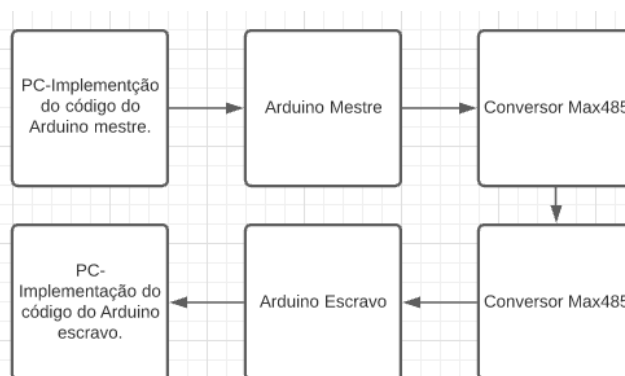 PC-Implementção
do código do
Arduino mestre.
Arduino Mestre
Conversor Max485
PC-
Implementação do
código do Arduino
escravo.
Arduino Escravo
Conversor Max485